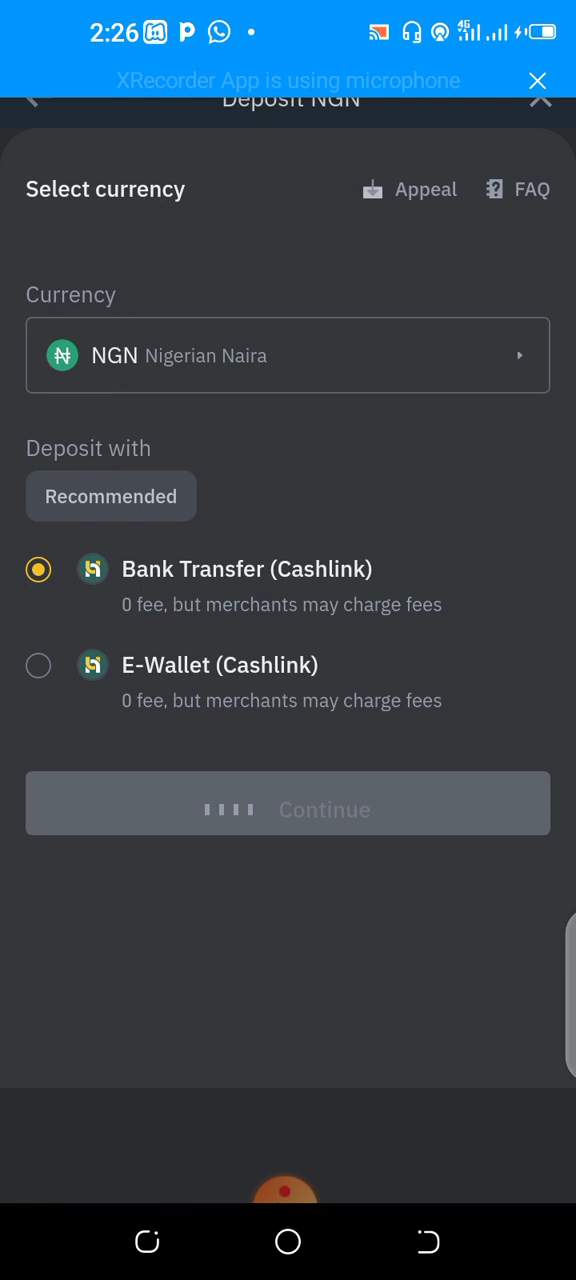 2:26
4G
XRecorder App is using microphone
Deposit NGN
Select currency
Appeal
FAQ
Currency
NGN Nigerian Naira
Deposit with
Recommended
Bank Transfer (Cashlink)
0 fee, but merchants may charge fees
E-Wallet (Cashlink)
0 fee, but merchants may charge fees
Continue